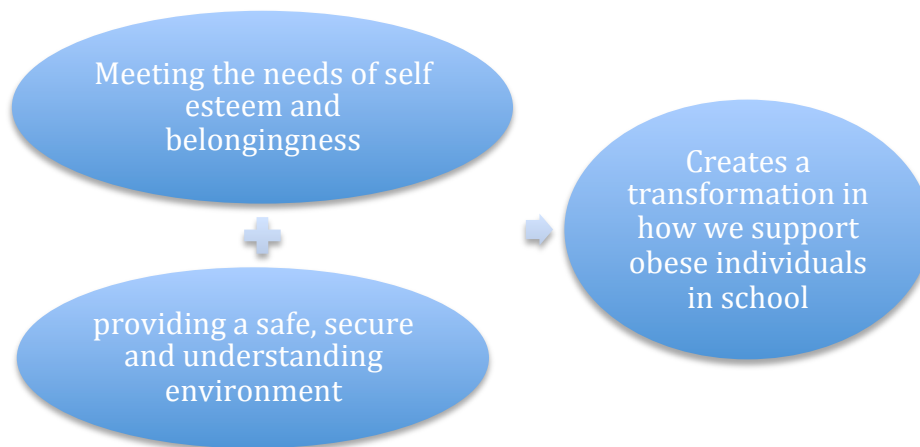 Meeting the needs of self
esteem and
belongingness
providing a safe, secure
and understanding
environment
Creates a
transformation in
how we support
obese individuals
in school